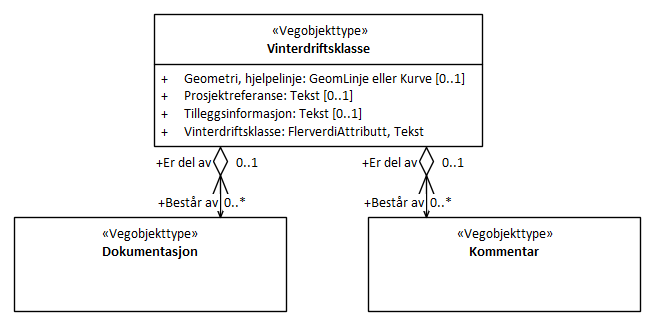 «Vegobjekttype»
Vinterdriftsklasse
+ Geometri, hjelpelinje: GeomLinje eller Kurve [0..1]
+ Prosjektreferanse: Tekst [0..1]
+ Tilleggsinformasjon: Tekst [0..1]
+ Vinterdriftsklasse: FlerverdiAttributt, Tekst
+Er del av 0..1 +Er del av 0..1
+Består av 0..* +Består av 0..*
«Vegobjekttype»
Dokumentasjon
«Vegobjekttype»
Kommentar